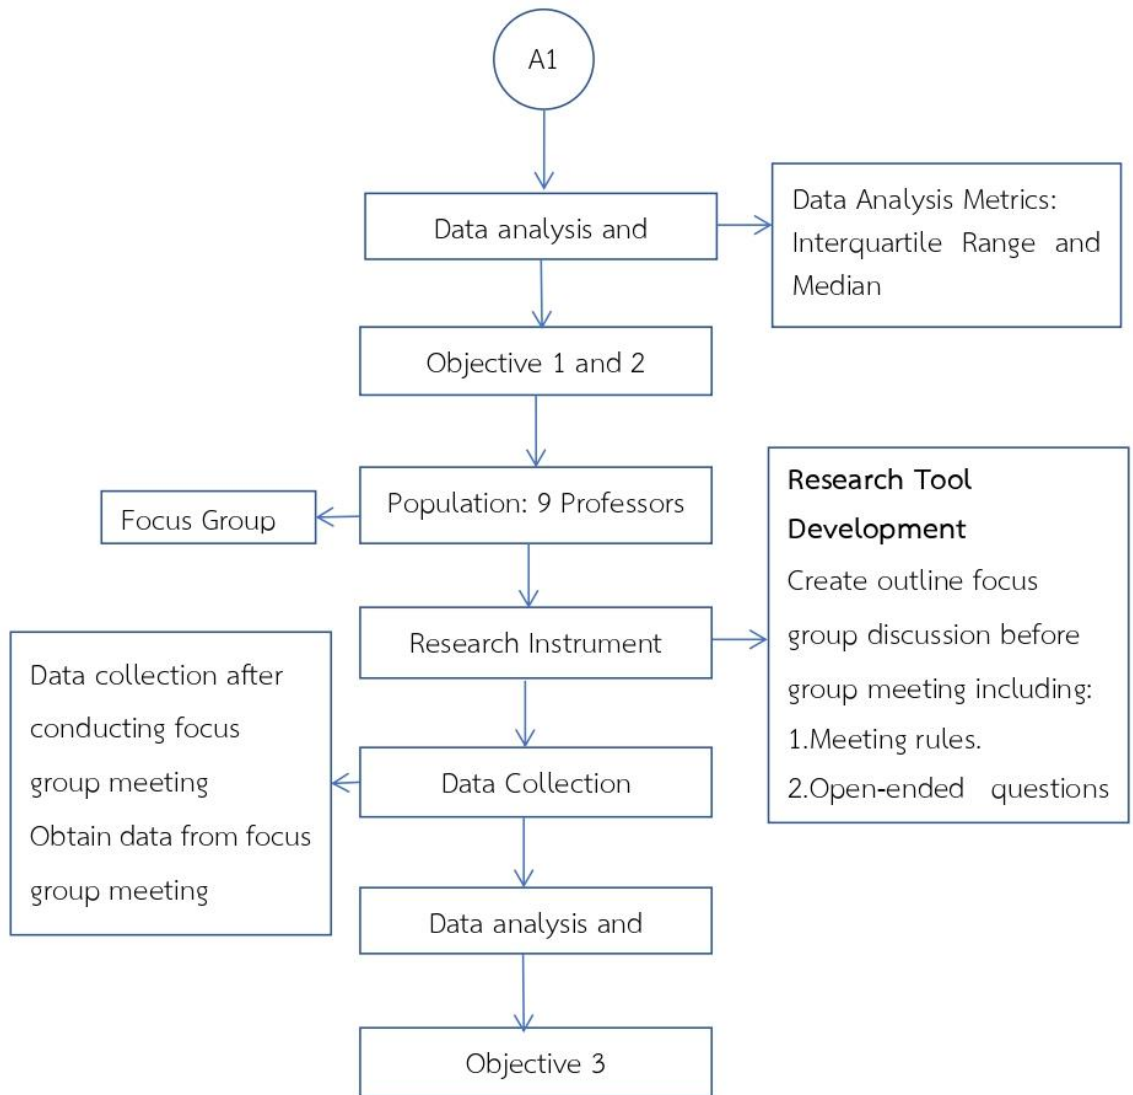 A1
Data analysis and
Data Analysis Metrics:
Interquartile Range and
Median
Objective 1 and 2
Population: 9 Professors
Focus Group
Research Instrument
Research Tool
Development
Create outline focus
group discussion before
group meeting including:
1.Meeting rules.
2.Open-ended questions
Data Collection
Data collection after
conducting focus
group meeting
Obtain data from focus
group meeting
Data analysis and
Objective 3